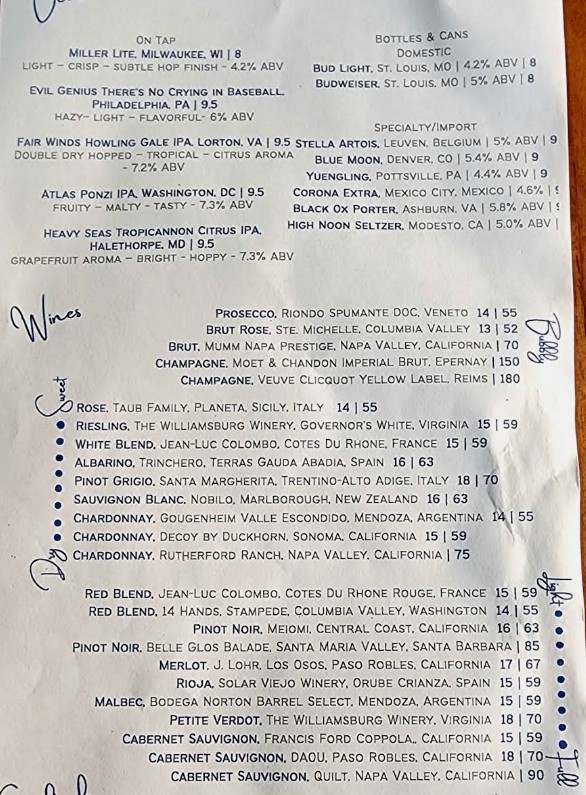 ON TAP
MILLER LITE, MILWAUKEE, WI | 8
LIGHT – CRISP – SUBTLE HOP FINISH - 4.2% ABV
EVIL GENIUS THERE'S NO CRYING IN BASEBALL,
PHILADELPHIA, PA | 9.5
HAZY- LIGHT – FLAVORFUL- 6% ABV
FAIR WINDS HOWLING GALE IPA, LORTON, VA | 9.5
DOUBLE DRY HOPPED – TROPICAL – CITRUS AROMA
- 7.2% ABV
ATLAS PONZI IPA, WASHINGTON, DC | 9.5
FRUITY – MALTY - TASTY - 7.3% ABV
HEAVY SEAS TROPICANNON CITRUS IPA,
HALETHORPE, MD | 9.5
GRAPEFRUIT AROMA – BRIGHT - HOPPY - 7.3% ABV
BOTTLES & CANS
DOMESTIC
BUD LIGHT, ST. LOUIS, MO | 4.2% ABV | 8
BUDWEISER, ST. LOUIS, MO | 5% ABV | 8
SPECIALTY/IMPORT
STELLA ARTOIS, LEUVEN, BELGIUM | 5% ABV | 9
BLUE MOON, DENVER, CO | 5.4% ABV | 9
YUENGLING, POTTSVILLE, PA | 4.4% ABV | 9
CORONA EXTRA, MEXICO CITY, MEXICO | 4.6% |
BLACK OX PORTER, ASHBURN, VA | 5.8% ABV |
HIGH NOON SELTZER, MODESTO, CA | 5.0% ABV |
Wines
Bubbly
PROSECCO, RIONDO SPUMANTE DOC, VENETO 14 | 55
BRUT ROSE, STE. MICHELLE, COLUMBIA VALLEY 13 | 52
BRUT, MUMM NAPA PRESTIGE, NAPA VALLEY, CALIFORNIA | 70
CHAMPAGNE, MOET & CHANDON IMPERIAL BRUT, EPERNAY | 150
CHAMPAGNE, VEUVE CLICQUOT YELLOW LABEL, REIMS | 180
Sweet
ROSE, TAUB FAMILY, PLANETA, SICILY, ITALY 14 | 55
RIESLING, THE WILLIAMSBURG WINERY, GOVERNOR'S WHITE, VIRGINIA 15 | 59
WHITE BLEND, JEAN-LUC COLOMBO, COTES DU RHONE, FRANCE 15 | 59
ALBARINO, TRINCHERO, TERRAS GAUDA ABADIA, SPAIN 16 | 63
PINOT GRIGIO, SANTA MARGHERITA, TRENTINO-ALTO ADIGE, ITALY 18 | 70
SAUVIGNON BLANC, NOBILO, MARLBOROUGH, NEW ZEALAND 16 | 63
CHARDONNAY, GOUGENHEIM VALLE ESCONDIDO, MENDOZA, ARGENTINA 14 | 55
CHARDONNAY, DECOY BY DUCKHORN, SONOMA, CALIFORNIA 15 | 59
CHARDONNAY, RUTHERFORD RANCH, NAPA VALLEY, CALIFORNIA | 75
Dry
Light
RED BLEND, JEAN-LUC COLOMBO, COTES DU RHONE ROUGE, FRANCE 15 | 59
RED BLEND, 14 HANDS, STAMPEDE, COLUMBIA VALLEY, WASHINGTON 14 | 55
PINOT NOIR, MEIOMI, CENTRAL COAST, CALIFORNIA 16 | 63
PINOT NOIR, BELLE GLOS BALADE, SANTA MARIA VALLEY, SANTA BARBARA | 85
MERLOT, J. LOHR, LOS OSOS, PASO ROBLES, CALIFORNIA 17 | 67
RIOJA, SOLAR VIEJO WINERY, ORUBE CRIANZA, SPAIN 15 | 59
MALBEC, BODEGA NORTON BARREL SELECT, MENDOZA, ARGENTINA 15 | 59
PETITE VERDOT, THE WILLIAMSBURG WINERY, VIRGINIA 18 | 70
CABERNET SAUVIGNON, FRANCIS FORD COPPOLA,, CALIFORNIA 15 | 59
CABERNET SAUVIGNON, DAOU, PASO ROBLES, CALIFORNIA 18 | 70
CABERNET SAUVIGNON, QUILT, NAPA VALLEY, CALIFORNIA | 90
Full